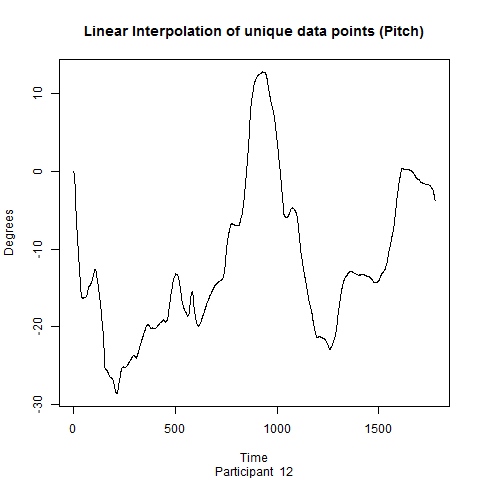 Linear Interpolation of unique data points (Pitch)
Degrees
10
0
-10
-20
-30
0 500 1000 1500
Time
Participant 12